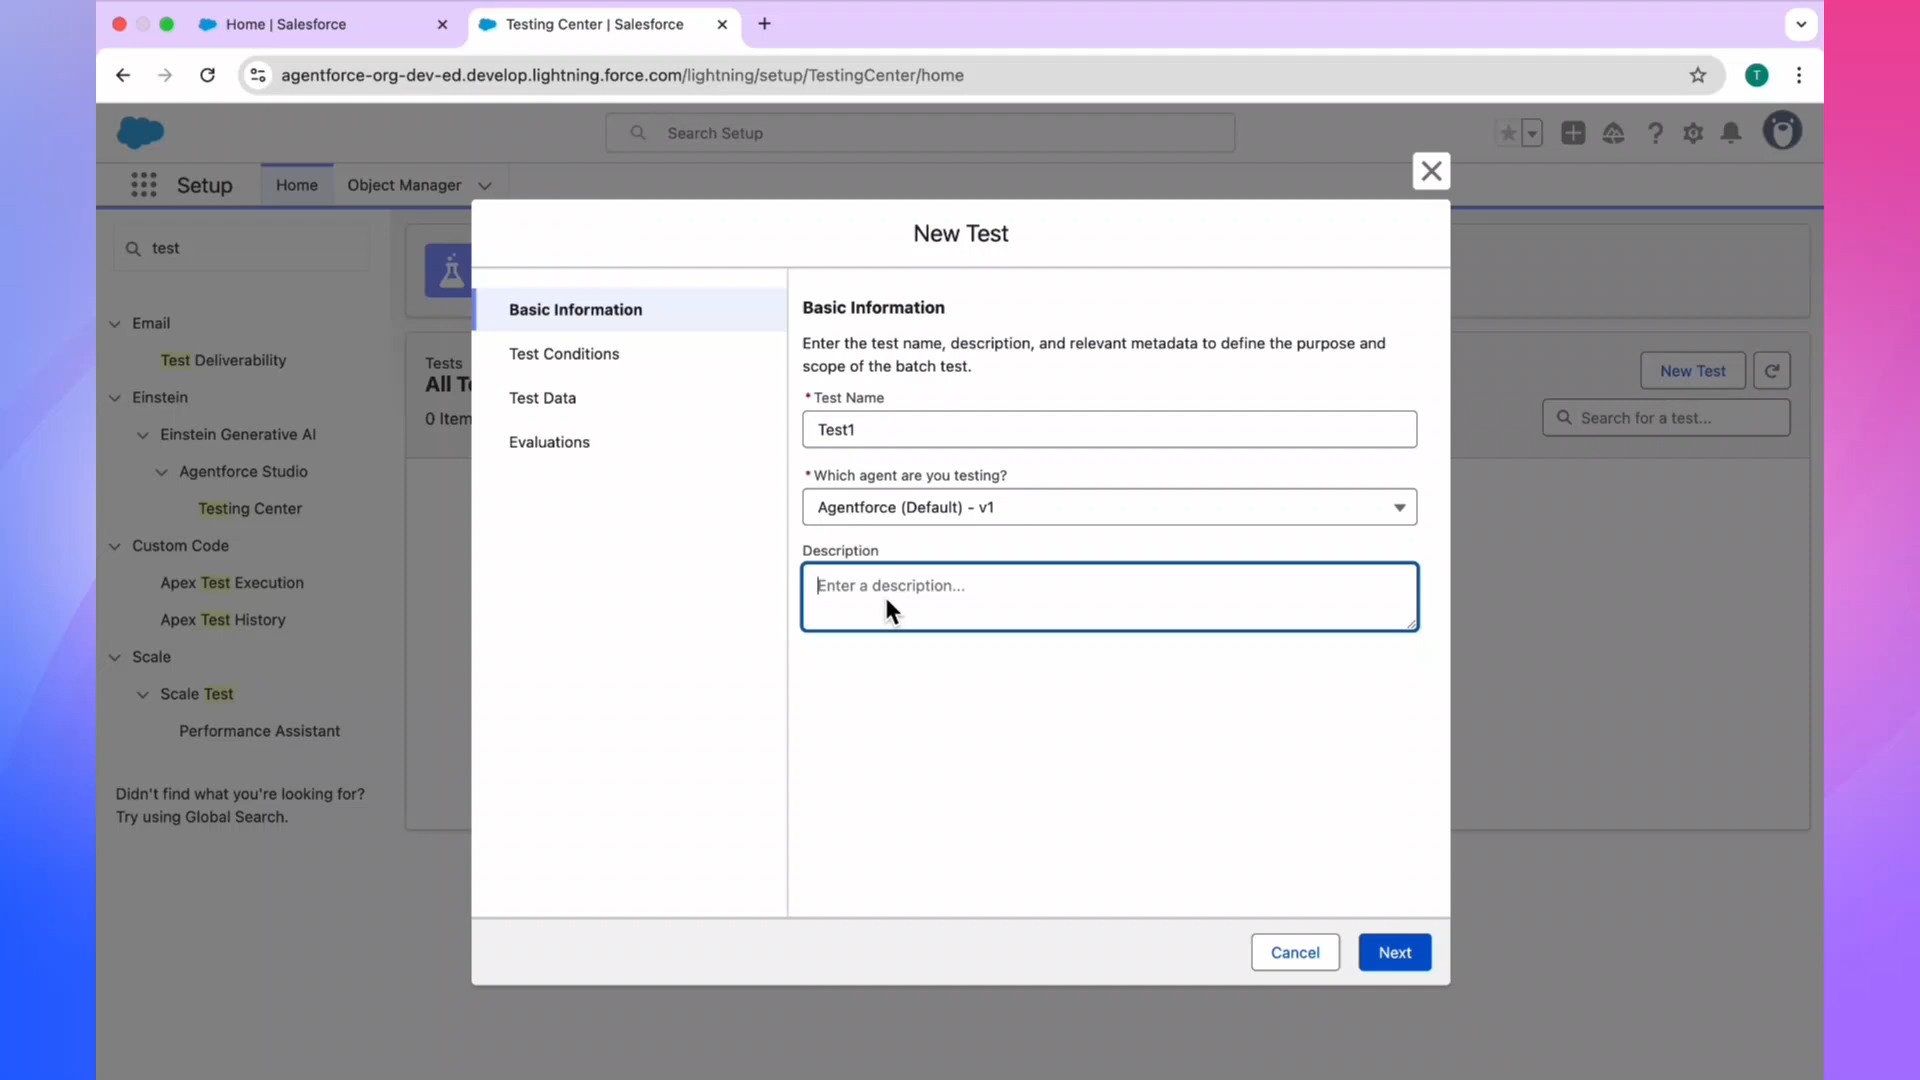 Home | Salesforce
Testing Center | Salesforce
agentforce-org-dev-ed.develop.lightning.force.com/lightning/setup/TestingCenter/home
T
Search Setup
Setup
Home
Object Manager
test
Email
Test Deliverability
Einstein
Einstein Generative AI
Agentforce Studio
Testing Center
Custom Code
Apex Test Execution
Apex Test History
Scale
Scale Test
Performance Assistant
Didn't find what you're looking for?
Try using Global Search.
Tests
All Te
0 Item
New Test
Search for a test...
New Test
Basic Information
Test Conditions
Test Data
Evaluations
Basic Information
Enter the test name, description, and relevant metadata to define the purpose and
scope of the batch test.
* Test Name
Test1
* Which agent are you testing?
Agentforce (Default) - v1
Description
Enter a description...
Cancel
Next